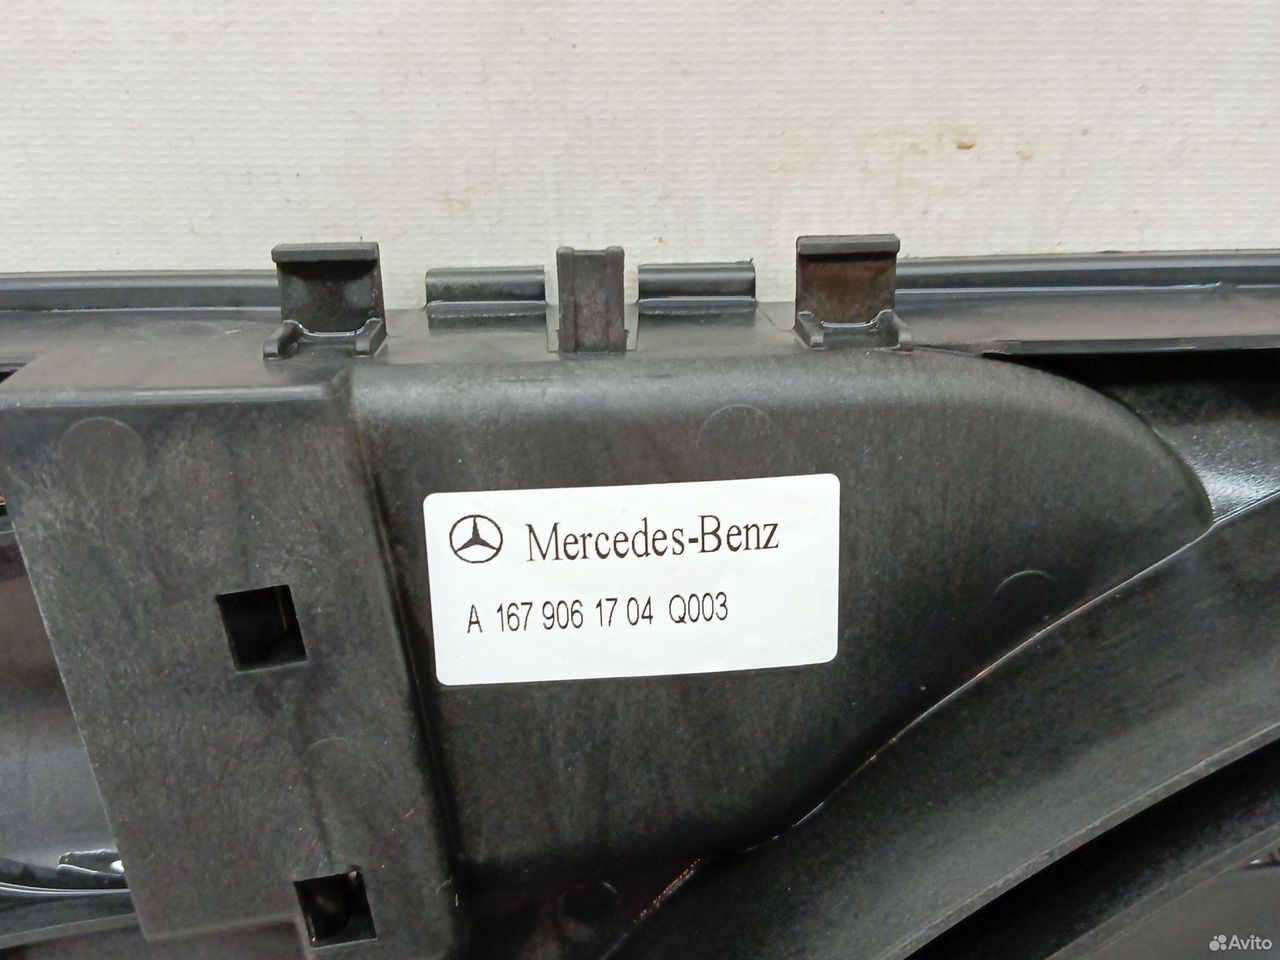 Mercedes-Benz
A 167 906 17 04 Q003
Avito